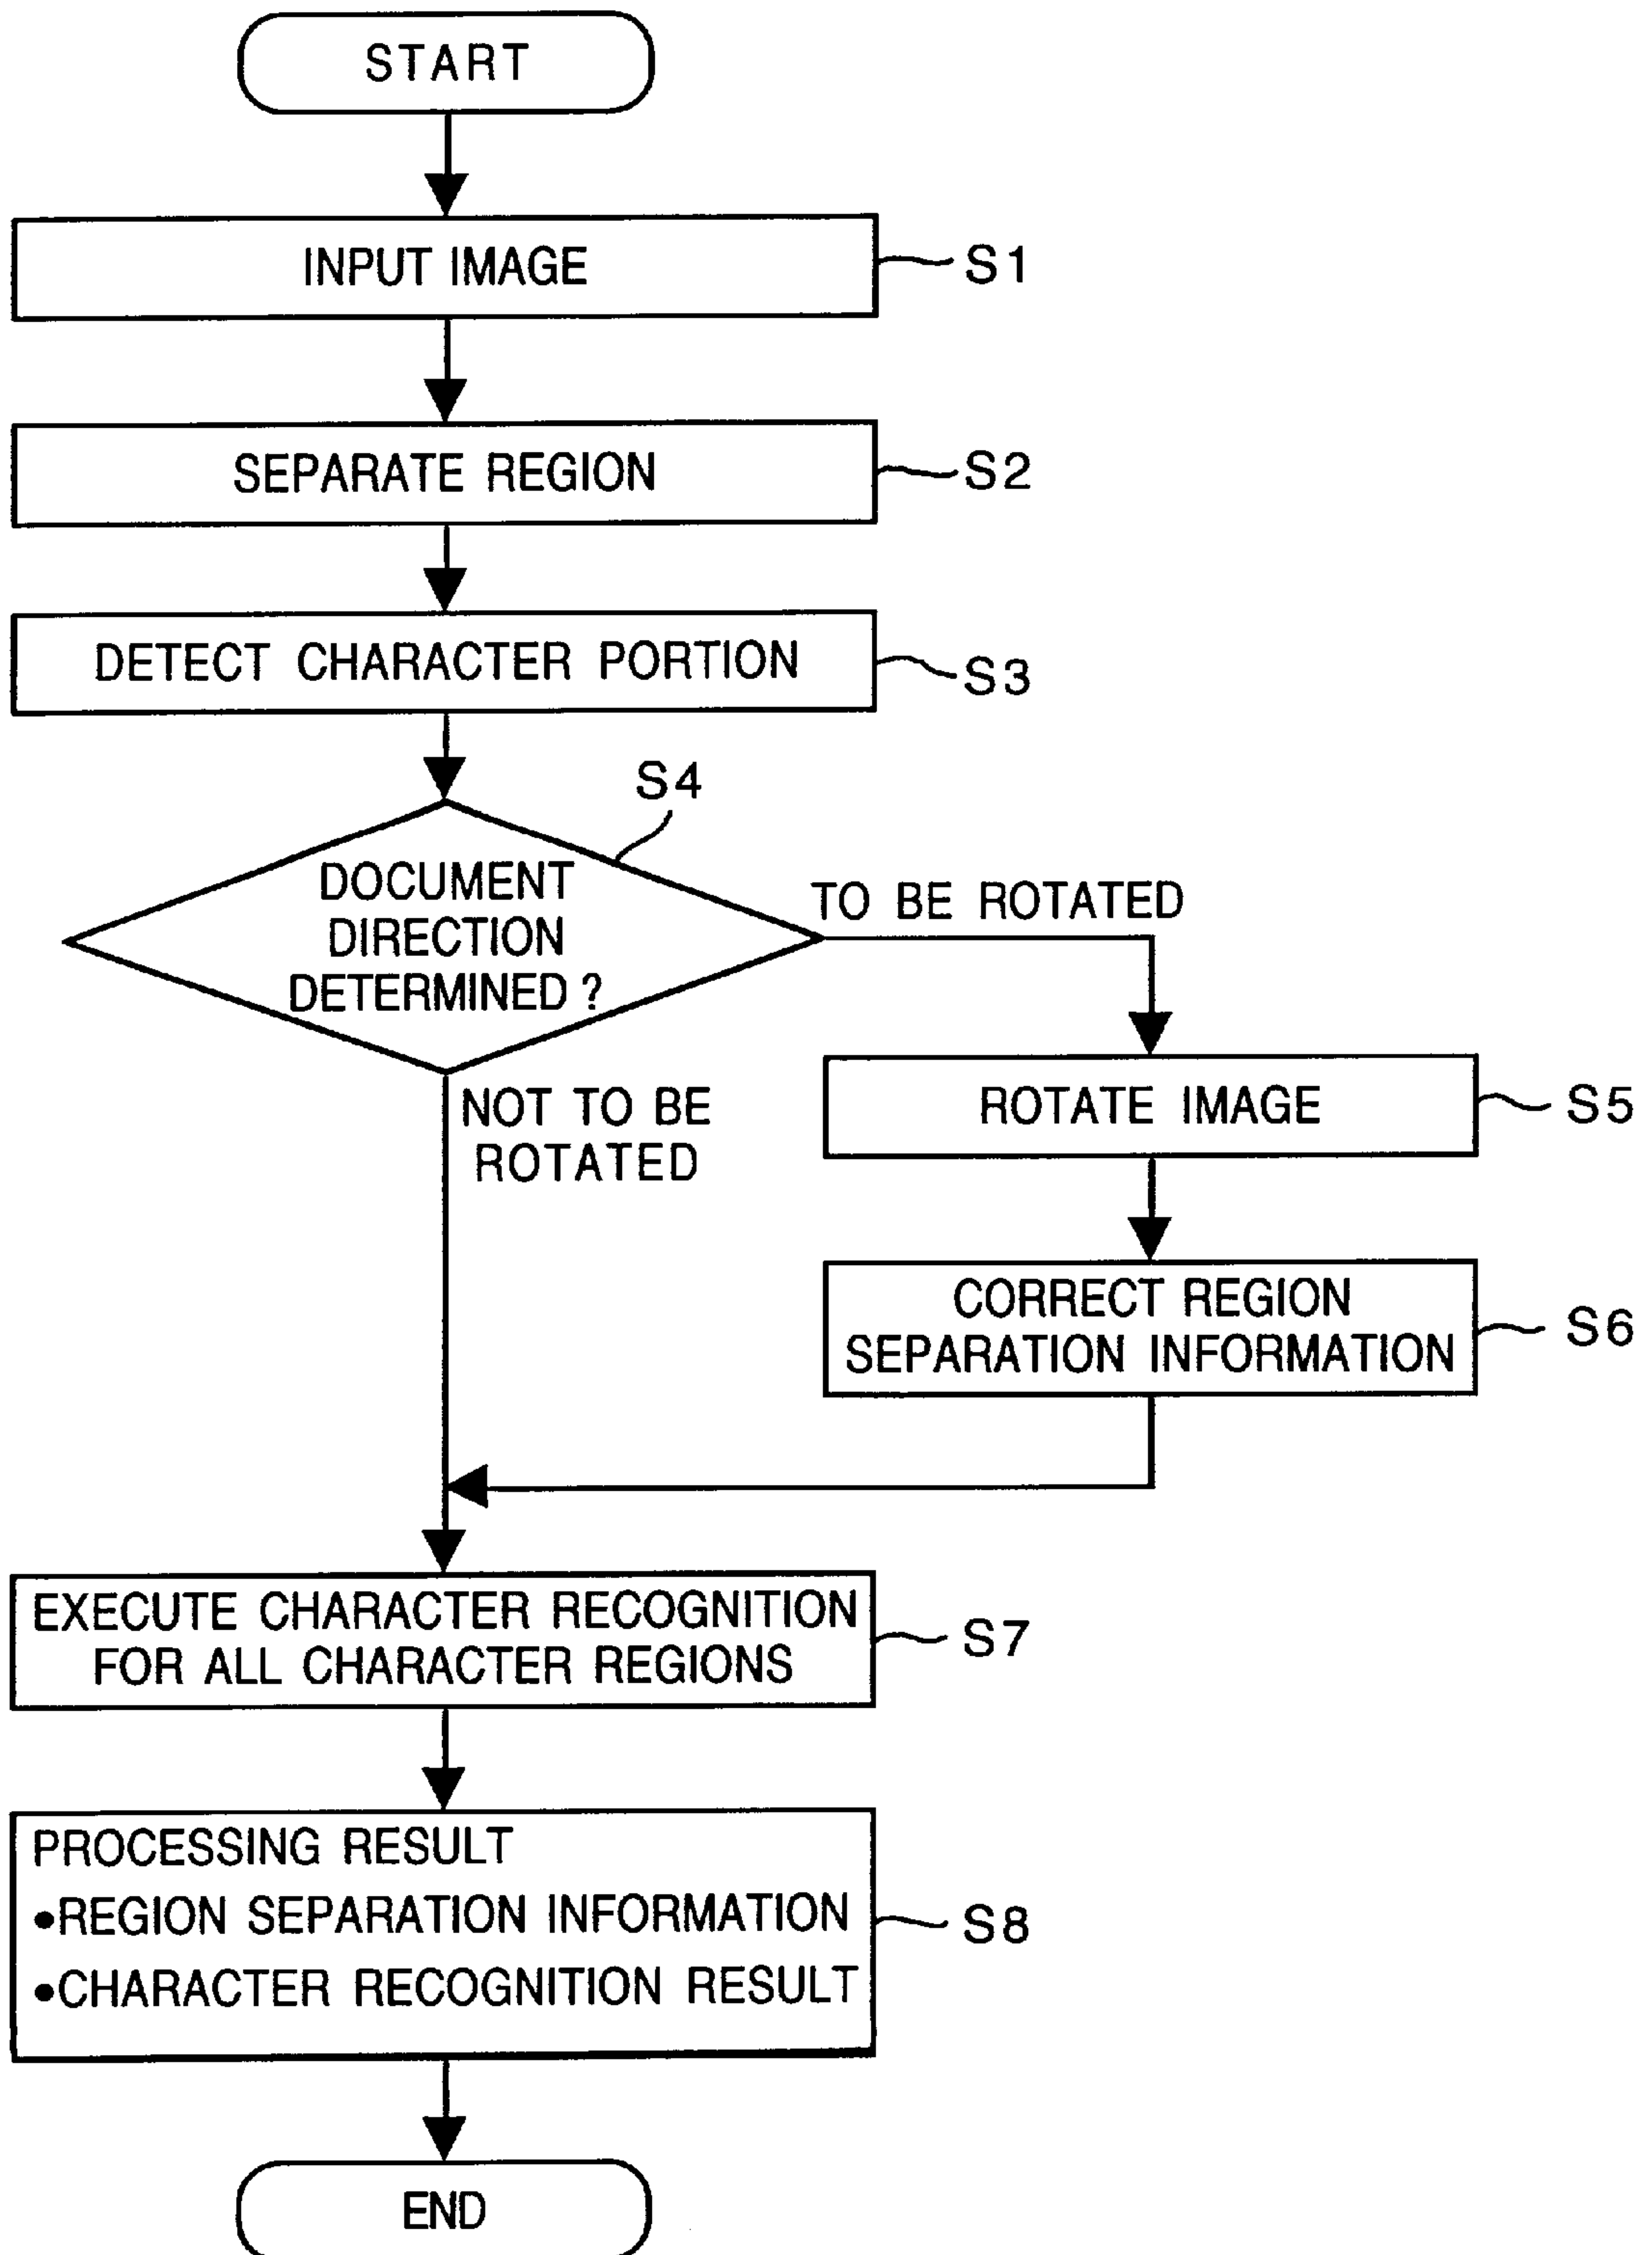 START
INPUT IMAGE
S1
SEPARATE REGION
S2
DETECT CHARACTER PORTION
S3
S4
DOCUMENT
DIRECTION
DETERMINED ?
TO BE ROTATED
NOT TO BE
ROTATED
ROTATE IMAGE
S5
CORRECT REGION
SEPARATION INFORMATION
S6
EXECUTE CHARACTER RECOGNITION
FOR ALL CHARACTER REGIONS
S7
PROCESSING RESULT
•REGION SEPARATION INFORMATION
•CHARACTER RECOGNITION RESULT
S8
END